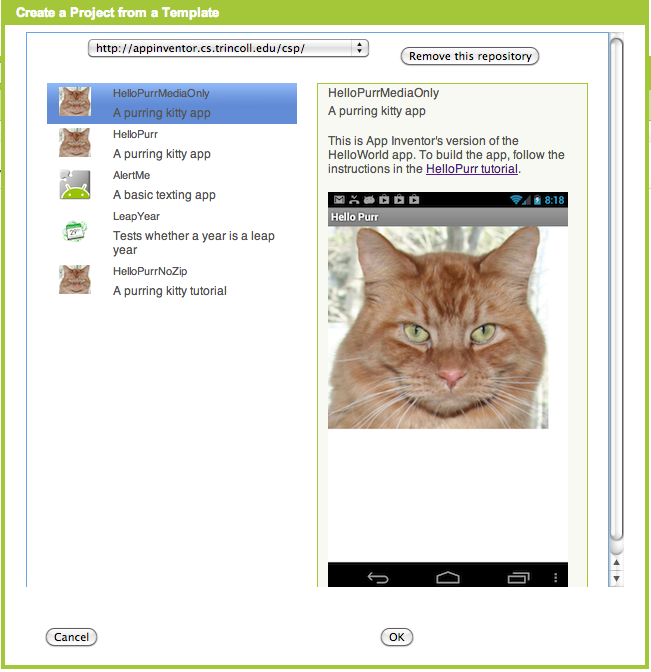 Create a Project from a Template
http://appinventor.cs.trincoll.edu/csp/
Remove this repository
HelloPurrMediaOnly
A purring kitty app
HelloPurr
A purring kitty app
AlertMe
A basic texting app
LeapYear
Tests whether a year is a leap
year
HelloPurrNoZip
A purring kitty tutorial
HelloPurrMediaOnly
A purring kitty app
This is App Inventor's version of the
HelloWorld app. To build the app, follow the
instructions in the HelloPurr tutorial.
8:18
Hello Purr
Cancel
OK